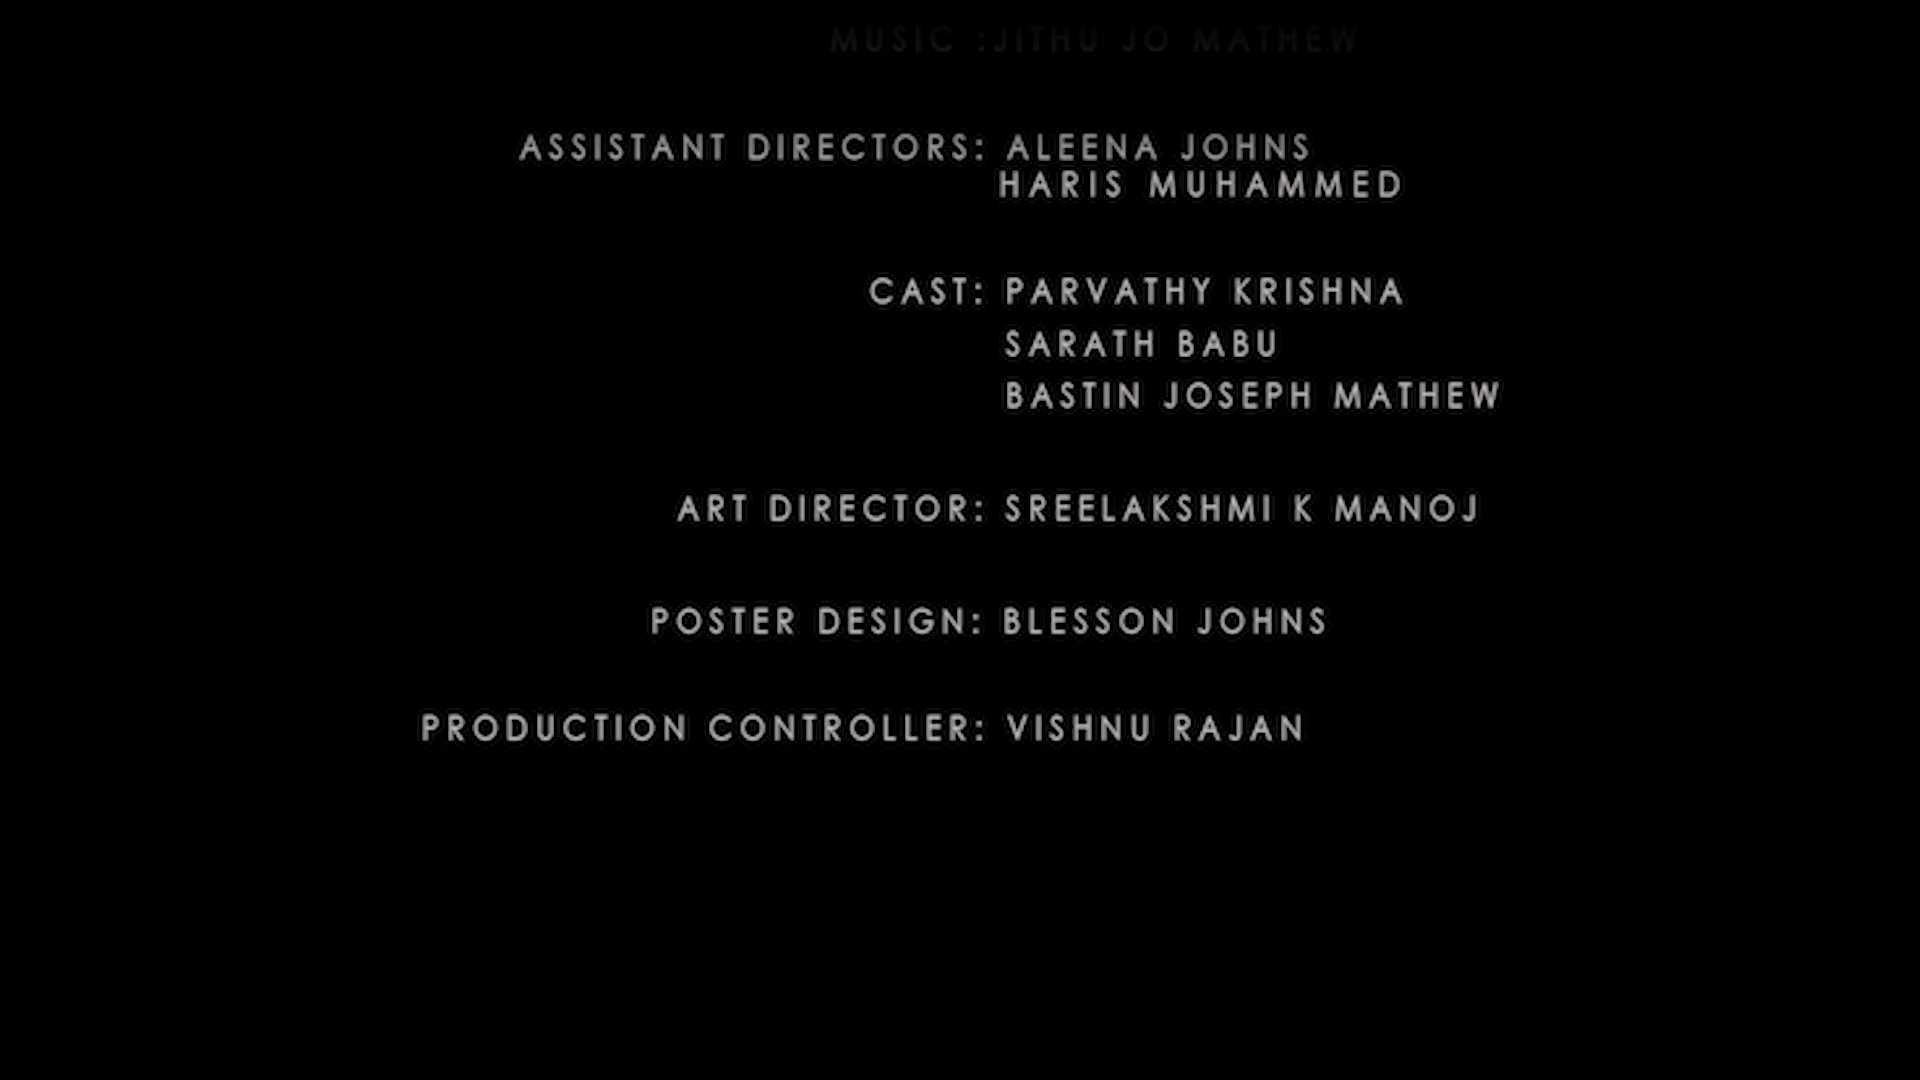 MUSIC :JITHU JO MATHEW
ASSISTANT DIRECTORS: ALEENA JOHNS
HARIS MUHAMMED
CAST: PARVATHY KRISHNA
SARATH BABU
BASTIN JOSEPH MATHEW
ART DIRECTOR: SREELAKSHMI K MANOJ
POSTER DESIGN: BLESSON JOHNS
PRODUCTION CONTROLLER: VISHNU RAJAN